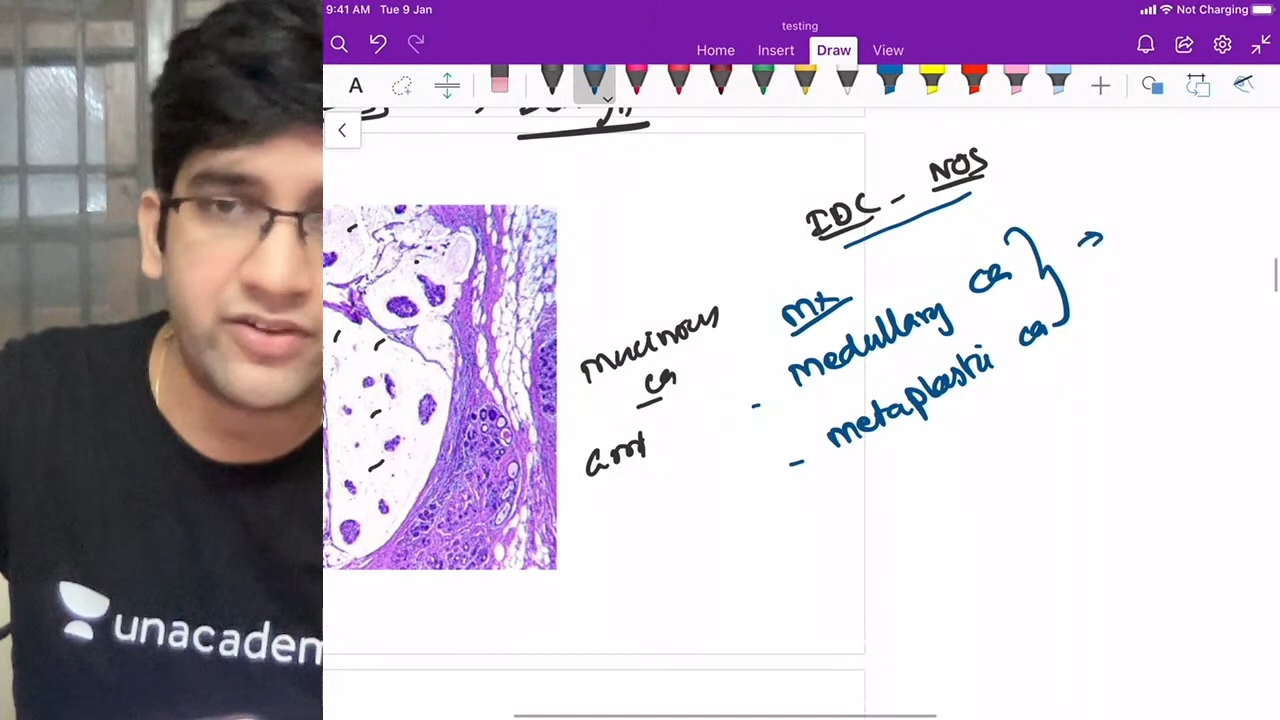 9:41 AM Tue 9 Jan
Not Charging
testing
Home Insert Draw View
A
IDC - NOS
mucinous
ca
mx
medullary ca
- metaplastic ca
unacadem